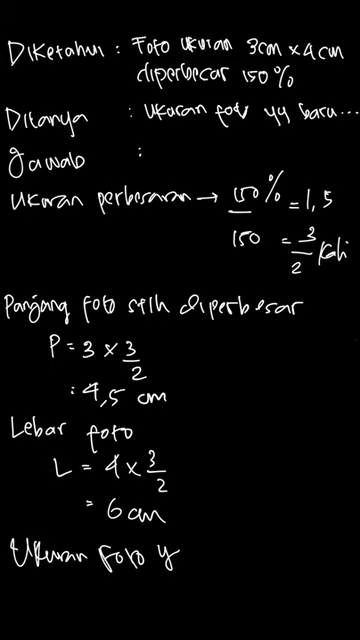 Diketahui : Foto ukuran 3cm x 4cm
diperbecar 150%
Ditanya : Ukuran foto yg baru...
Jawab :
Ukuran perbesaran → 150% = 1,5
150 = 3/2 kali
Panjang foto stlh diperbesar
P = 3 x 3/2
= 4,5 cm
Lebar foto
L = 4 x 3/2
= 6 cm
Ukuran foto y